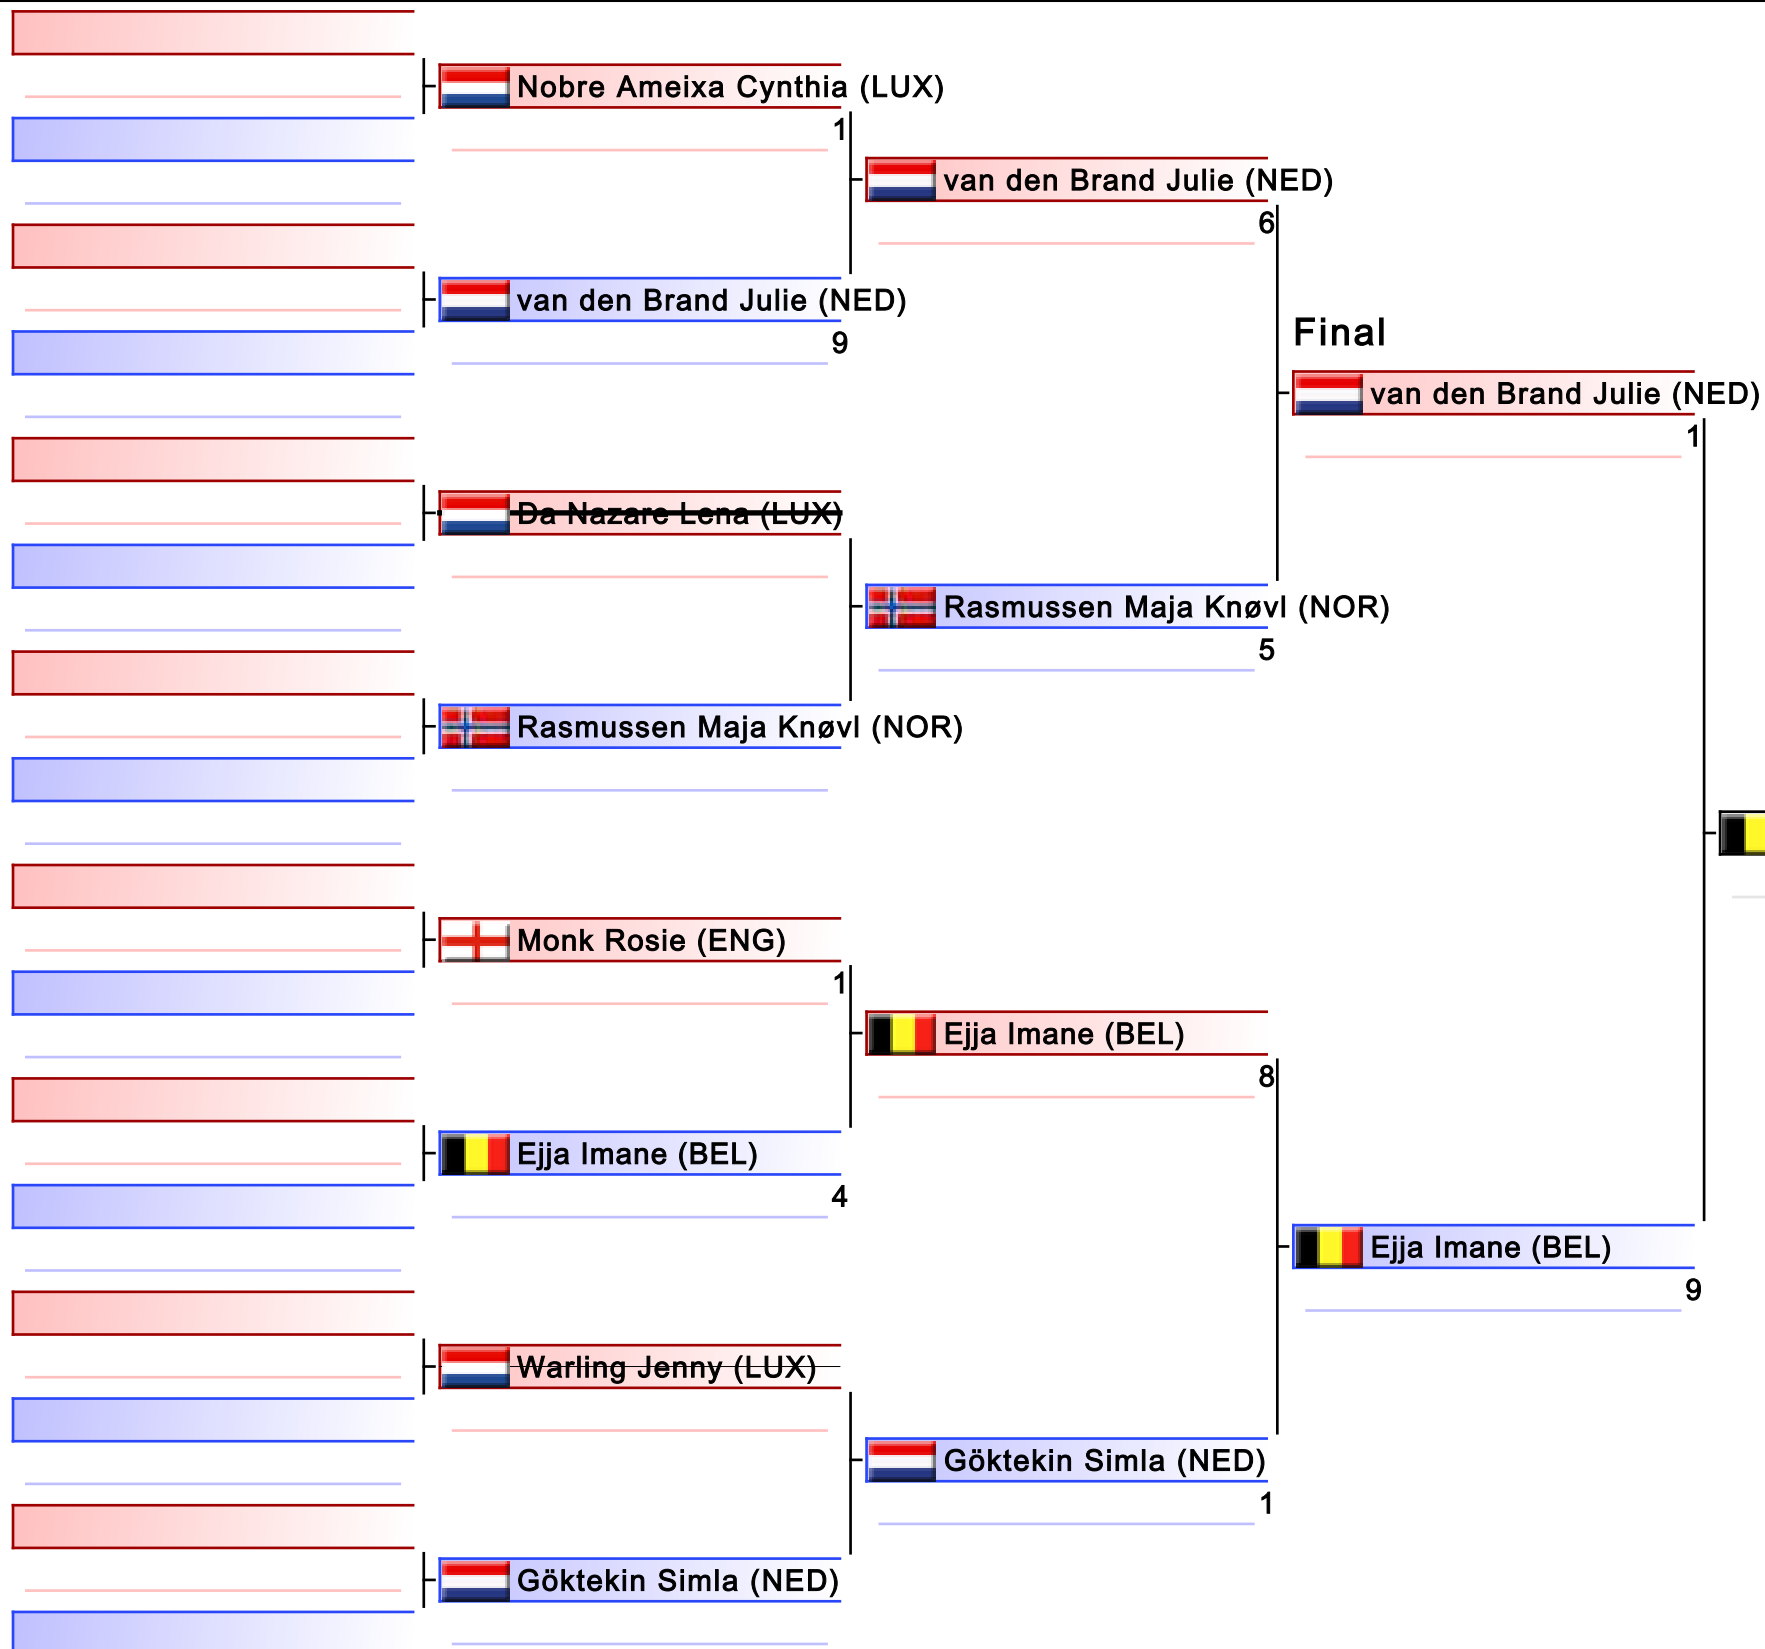 Nobre Ameixa Cynthia (LUX)
1
van den Brand Julie (NED)
6
van den Brand Julie (NED)
9
Final
van den Brand Julie (NED)
1
Da Nazare Lena (LUX)
Rasmussen Maja Knøvl (NOR)
5
Rasmussen Maja Knøvl (NOR)
Monk Rosie (ENG)
1
Ejja Imane (BEL)
8
Ejja Imane (BEL)
4
Ejja Imane (BEL)
9
Warling Jenny (LUX)
Göktekin Simla (NED)
1
Göktekin Simla (NED)